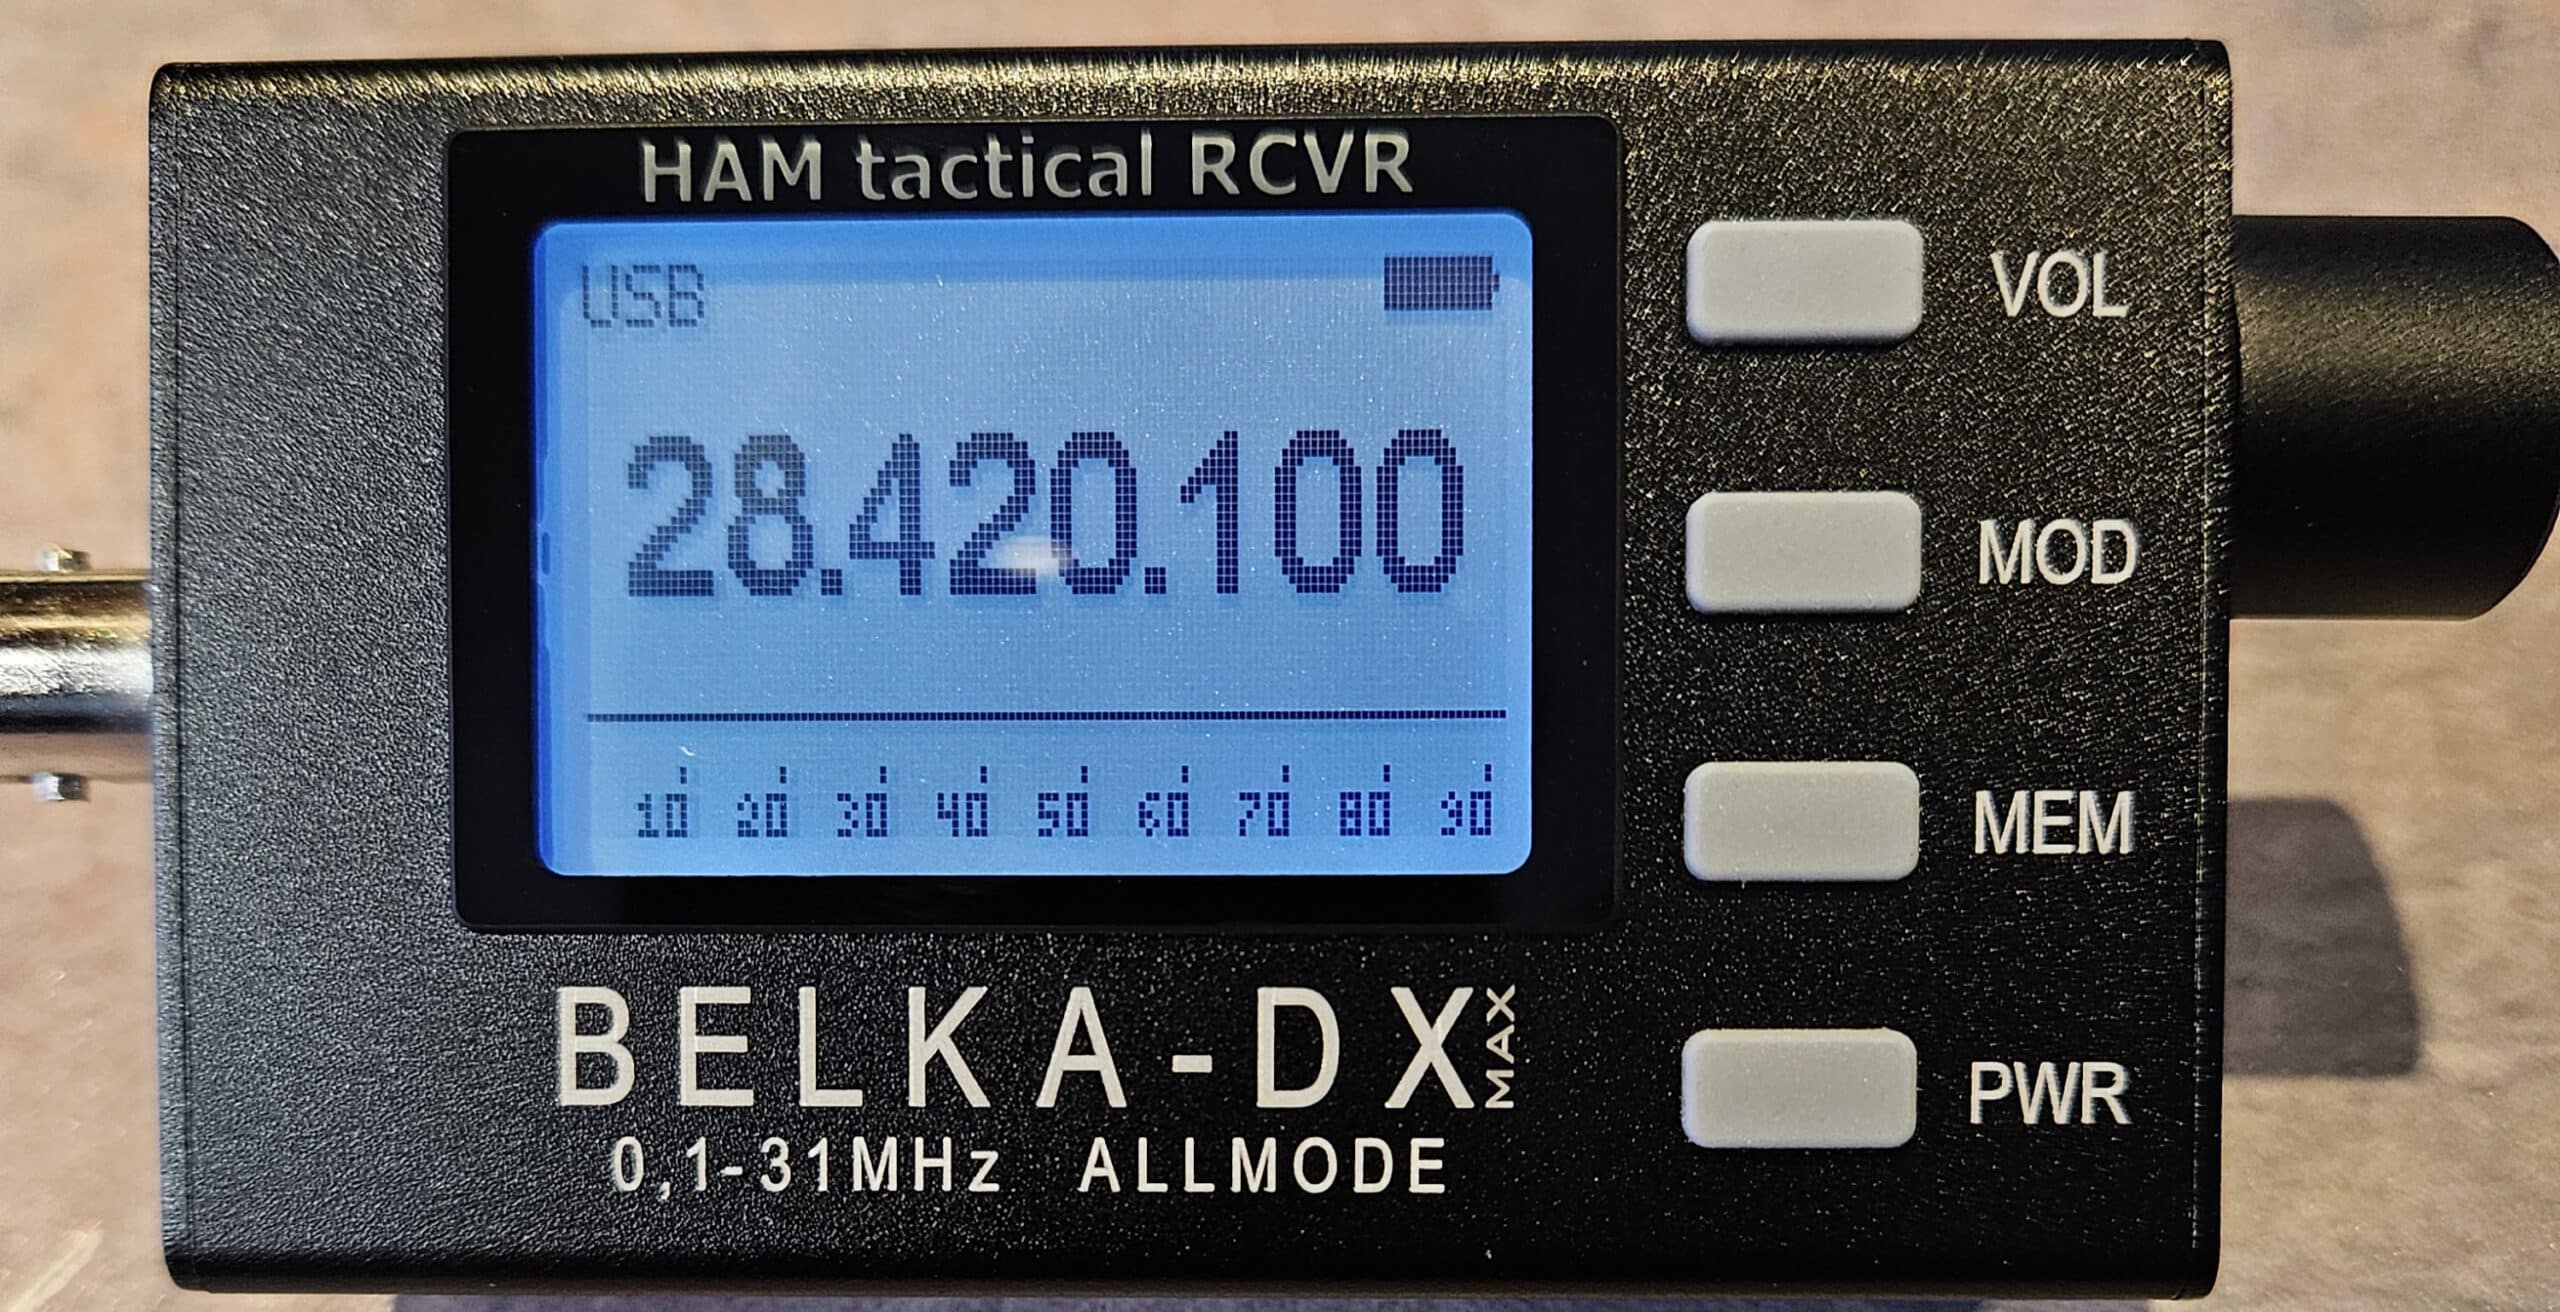 HAM tactical RCVR
USB
28.420.100
10 20 30 40 50 60 70 80 90
VOL
MOD
MEM
PWR
BELKA-DX MAX
0,1-31MHz ALLMODE